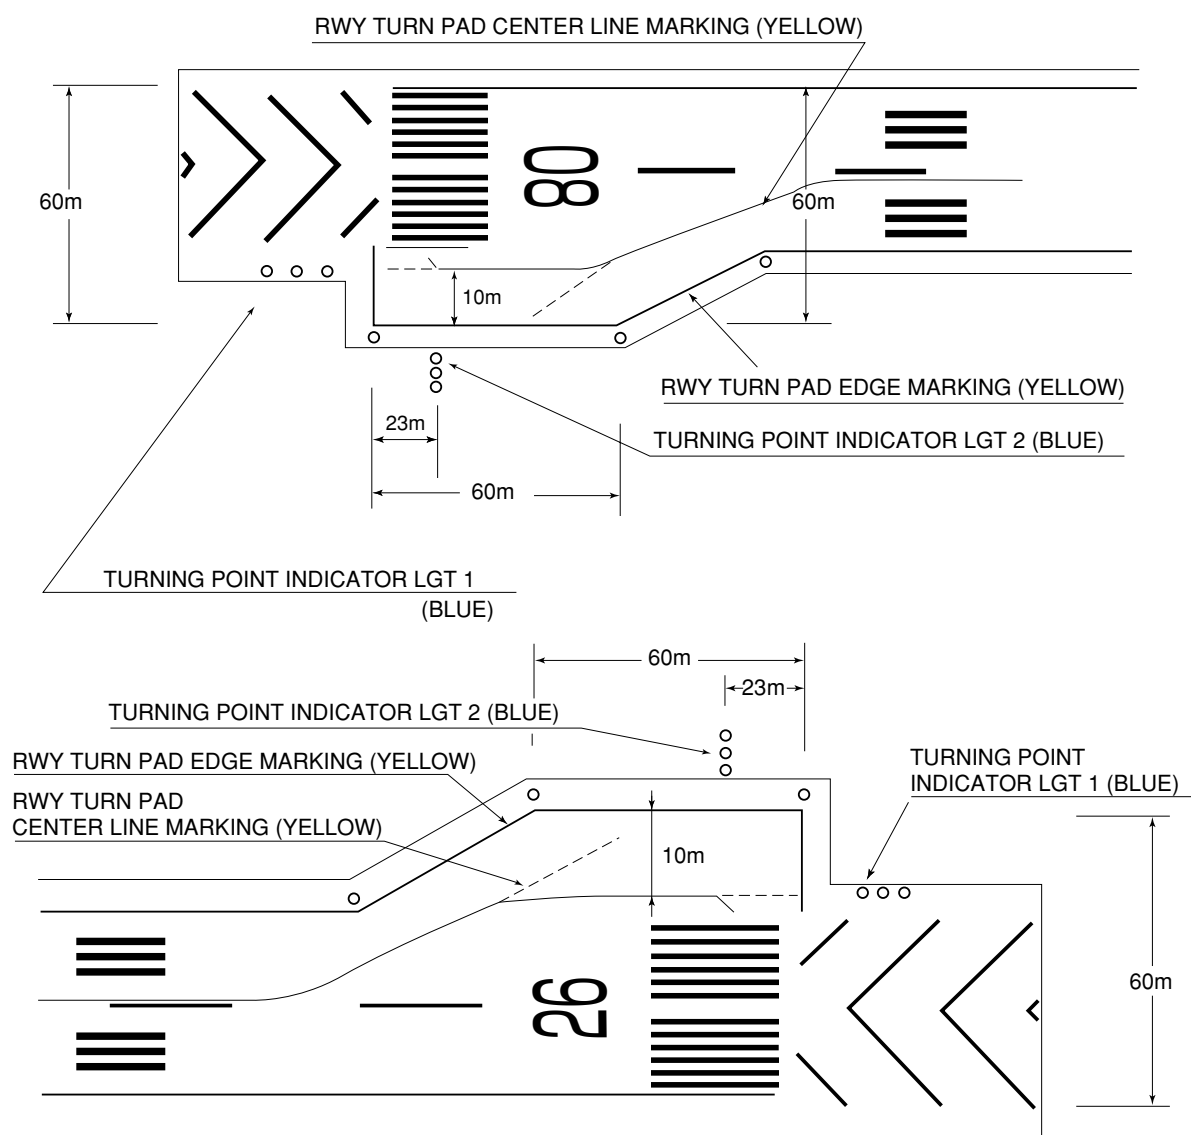 RWY TURN PAD CENTER LINE MARKING (YELLOW)
60m
08
60m
10m
RWY TURN PAD EDGE MARKING (YELLOW)
23m
TURNING POINT INDICATOR LGT 2 (BLUE)
60m
TURNING POINT INDICATOR LGT 1
(BLUE)
60m
23m
TURNING POINT INDICATOR LGT 2 (BLUE)
RWY TURN PAD EDGE MARKING (YELLOW)
TURNING POINT
INDICATOR LGT 1 (BLUE)
RWY TURN PAD
CENTER LINE MARKING (YELLOW)
10m
26
60m